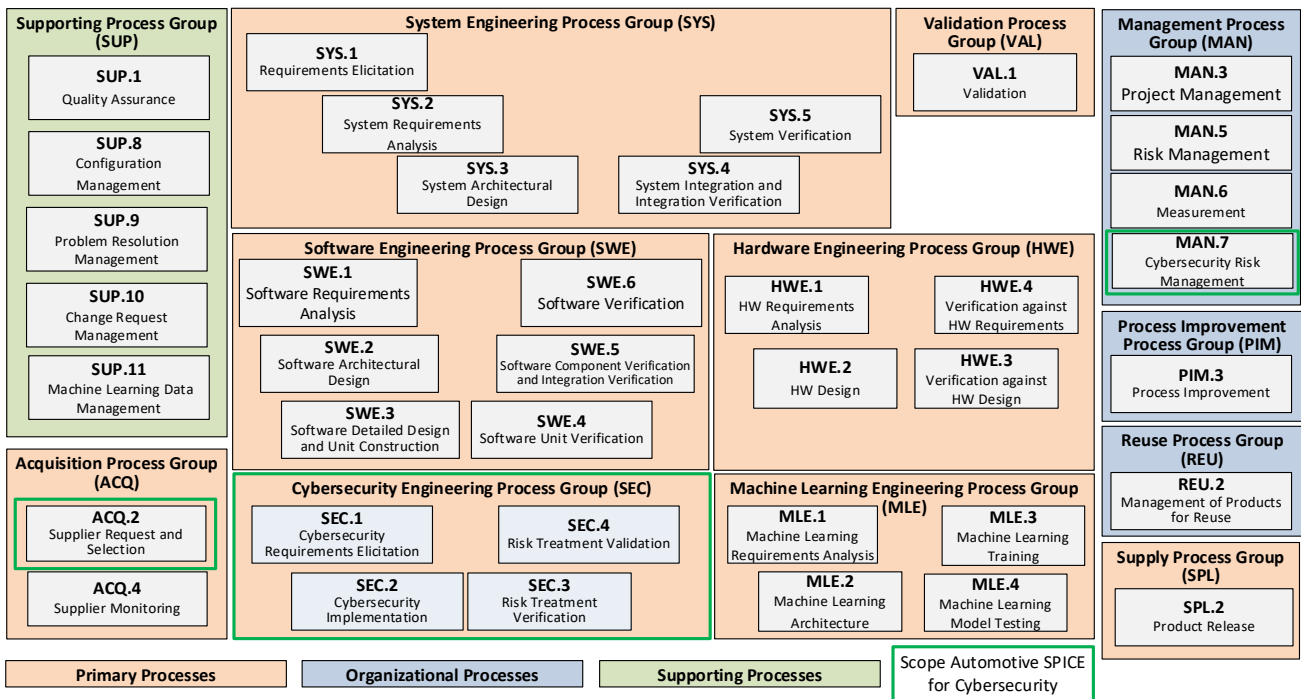 Supporting Process Group
(SUP)
SUP.1
Quality Assurance
SUP.8
Configuration
Management
SUP.9
Problem Resolution
Management
SUP.10
Change Request
Management
SUP.11
Machine Learning Data
Management
Acquisition Process Group
(ACQ)
ACQ.2
Supplier Request and
Selection
ACQ.4
Supplier Monitoring
System Engineering Process Group (SYS)
SYS.1
Requirements Elicitation
SYS.2
System Requirements
Analysis
SYS.3
System Architectural
Design
SYS.5
System Verification
SYS.4
System Integration and
Integration Verification
Validation Process
Group (VAL)
VAL.1
Validation
Software Engineering Process Group (SWE)
SWE.1
Software Requirements
Analysis
SWE.2
Software Architectural
Design
SWE.3
Software Detailed Design
and Unit Construction
SWE.6
Software Verification
SWE.5
Software Component Verification
and Integration Verification
SWE.4
Software Unit Verification
Hardware Engineering Process Group (HWE)
HWE.1
HW Requirements
Analysis
HWE.2
HW Design
HWE.4
Verification against
HW Requirements
HWE.3
Verification against
HW Design
Cybersecurity Engineering Process Group (SEC)
SEC.1
Cybersecurity
Requirements Elicitation
SEC.2
Cybersecurity
Implementation
SEC.4
Risk Treatment Validation
SEC.3
Risk Treatment
Verification
Machine Learning Engineering Process Group
(MLE)
MLE.1
Machine Learning
Requirements Analysis
MLE.2
Machine Learning
Architecture
MLE.3
Machine Learning
Training
MLE.4
Machine Learning
Model Testing
Management Process
Group (MAN)
MAN.3
Project Management
MAN.5
Risk Management
MAN.6
Measurement
MAN.7
Cybersecurity Risk
Management
Process Improvement
Process Group (PIM)
PIM.3
Process Improvement
Reuse Process Group
(REU)
REU.2
Management of Products
for Reuse
Supply Process Group
(SPL)
SPL.2
Product Release
Primary Processes
Organizational Processes
Supporting Processes
Scope Automotive SPICE
for Cybersecurity